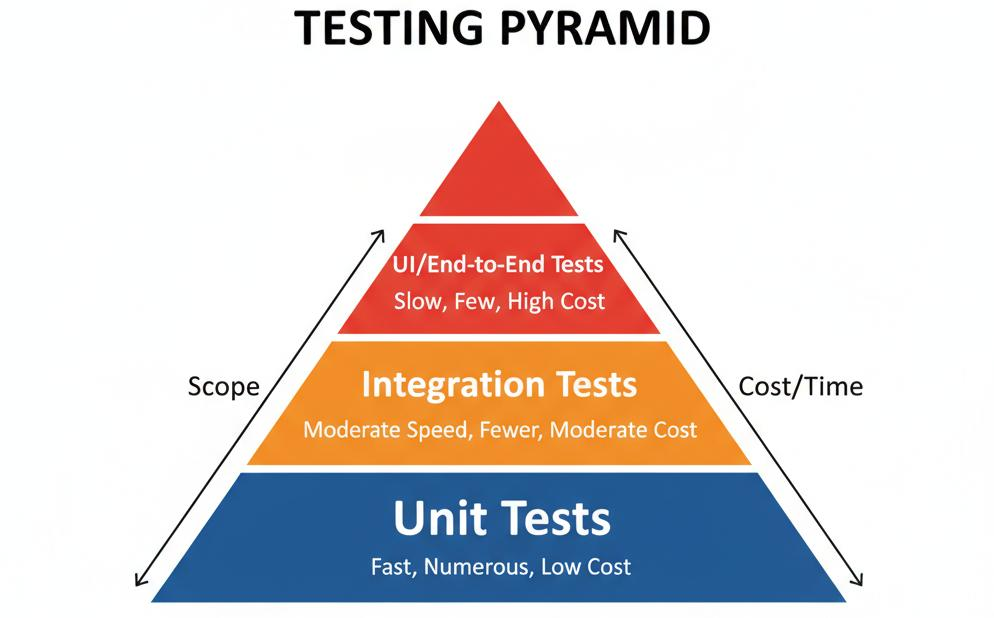 TESTING PYRAMID
UI/End-to-End Tests
Slow, Few, High Cost
Scope
Integration Tests
Cost/Time
Moderate Speed, Fewer, Moderate Cost
Unit Tests
Fast, Numerous, Low Cost